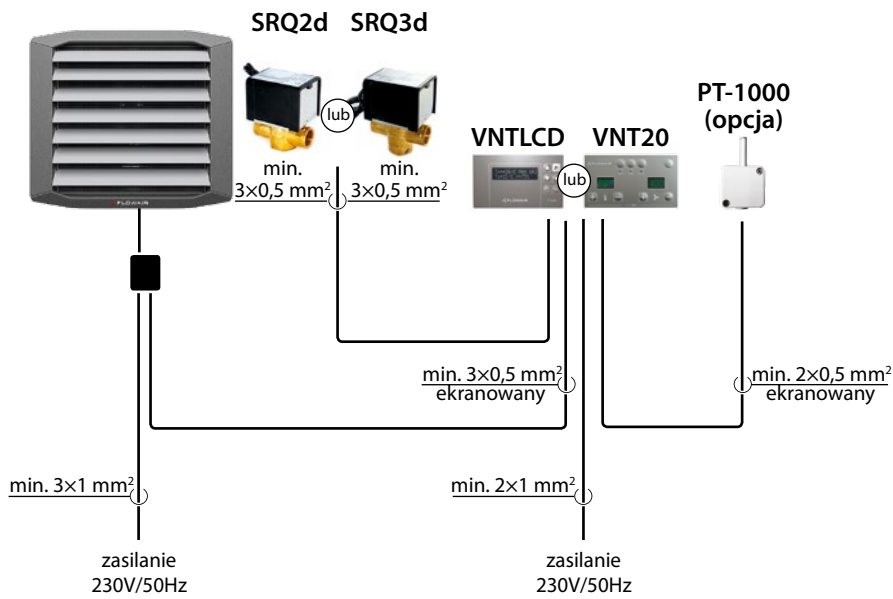 SRQ2d SRQ3d
lub
min.
3×0,5 mm²
min.
3×0,5 mm²
VNTLCD
lub
VNT20
PT-1000
(opcja)
FLOWAIR
FLOWAIR
min. 3×0,5 mm²
ekranowany
min. 2×0,5 mm²
ekranowany
min. 3×1 mm²
min. 2×1 mm²
zasilanie
230V/50Hz
zasilanie
230V/50Hz